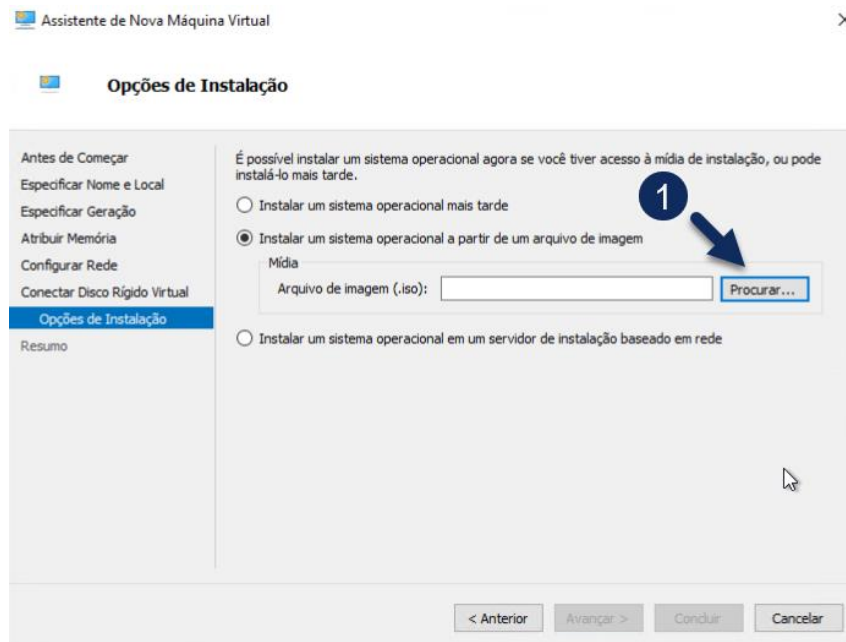 Assistente de Nova Máquina Virtual
Opções de Instalação
Antes de Começar
Especificar Nome e Local
Especificar Geração
Atribuir Memória
Configurar Rede
Conectar Disco Rígido Virtual
Opções de Instalação
Resumo
É possível instalar um sistema operacional agora se você tiver acesso à mídia de instalação, ou pode
instalá-lo mais tarde.
1
Instalar um sistema operacional mais tarde
Instalar um sistema operacional a partir de um arquivo de imagem
Mídia
Arquivo de imagem (.iso): Procurar...
Instalar um sistema operacional em um servidor de instalação baseado em rede
< Anterior Avançar > Concluir Cancelar